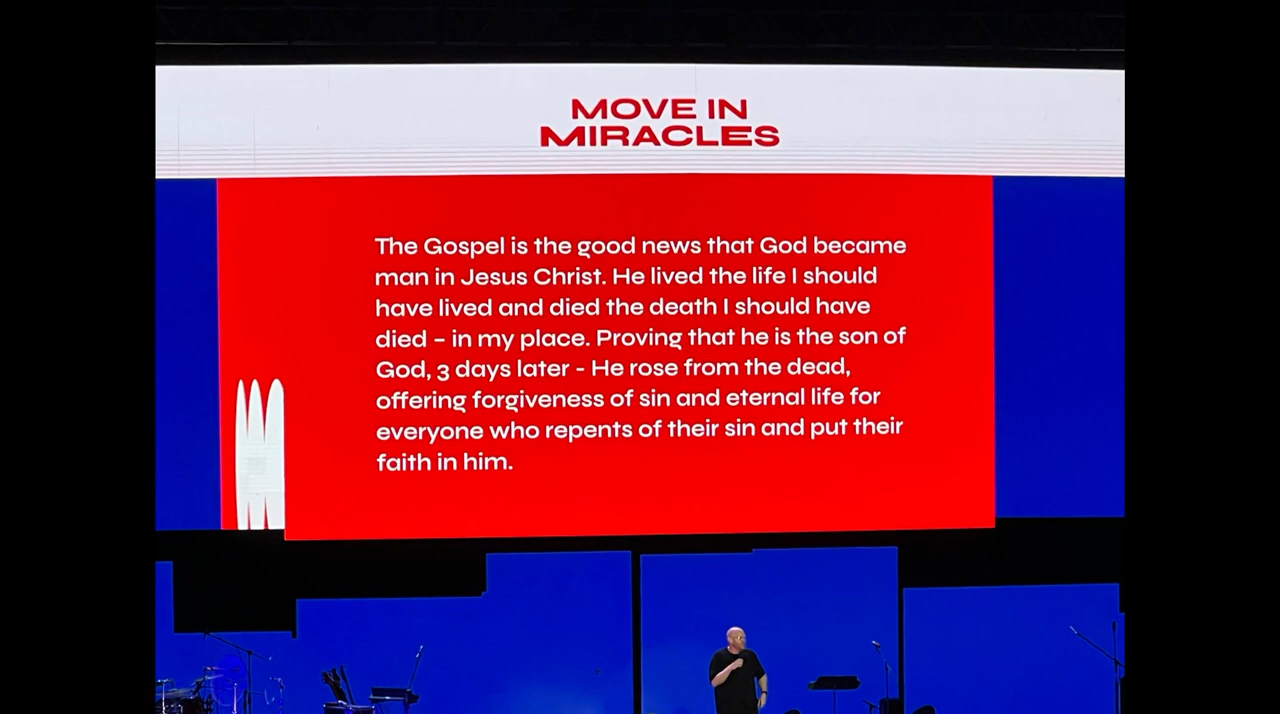 MOVE IN
MIRACLES
The Gospel is the good news that God became
man in Jesus Christ. He lived the life I should
have lived and died the death I should have
died – in my place. Proving that he is the son of
God, 3 days later - He rose from the dead,
offering forgiveness of sin and eternal life for
everyone who repents of their sin and put their
faith in him.